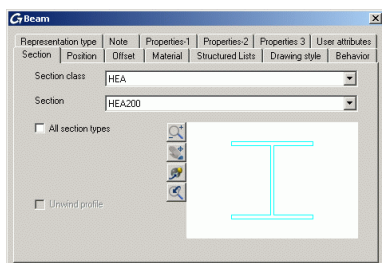 Beam
Representation type Note Properties-1 Properties-2 Properties 3 User attributes
Section Position Offset Material Structured Lists Drawing style Behavior
Section class HEA
Section HEA200
All section types
Unwind profile